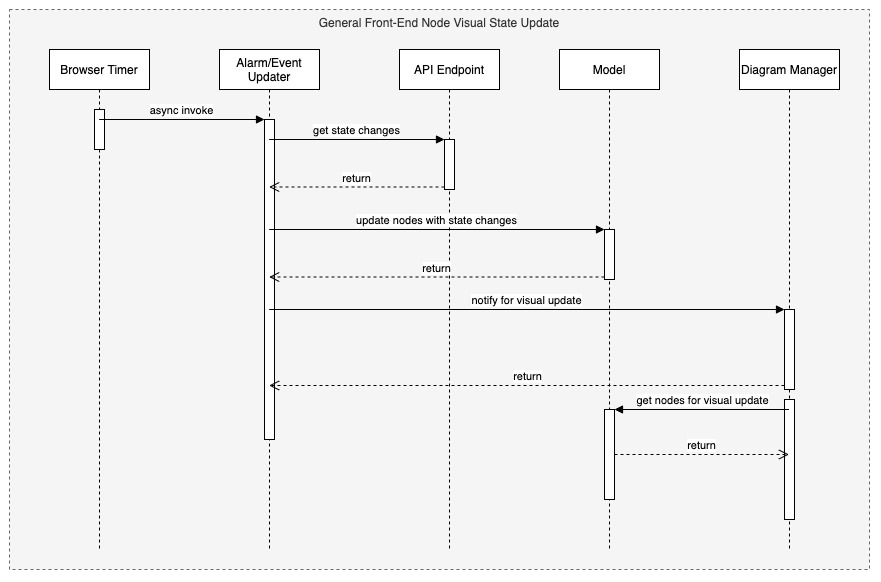 General Front-End Node Visual State Update
Browser Timer
Alarm/Event
Updater
API Endpoint
Model
Diagram Manager
async invoke
get state changes
return
update nodes with state changes
return
notify for visual update
return
get nodes for visual update
return